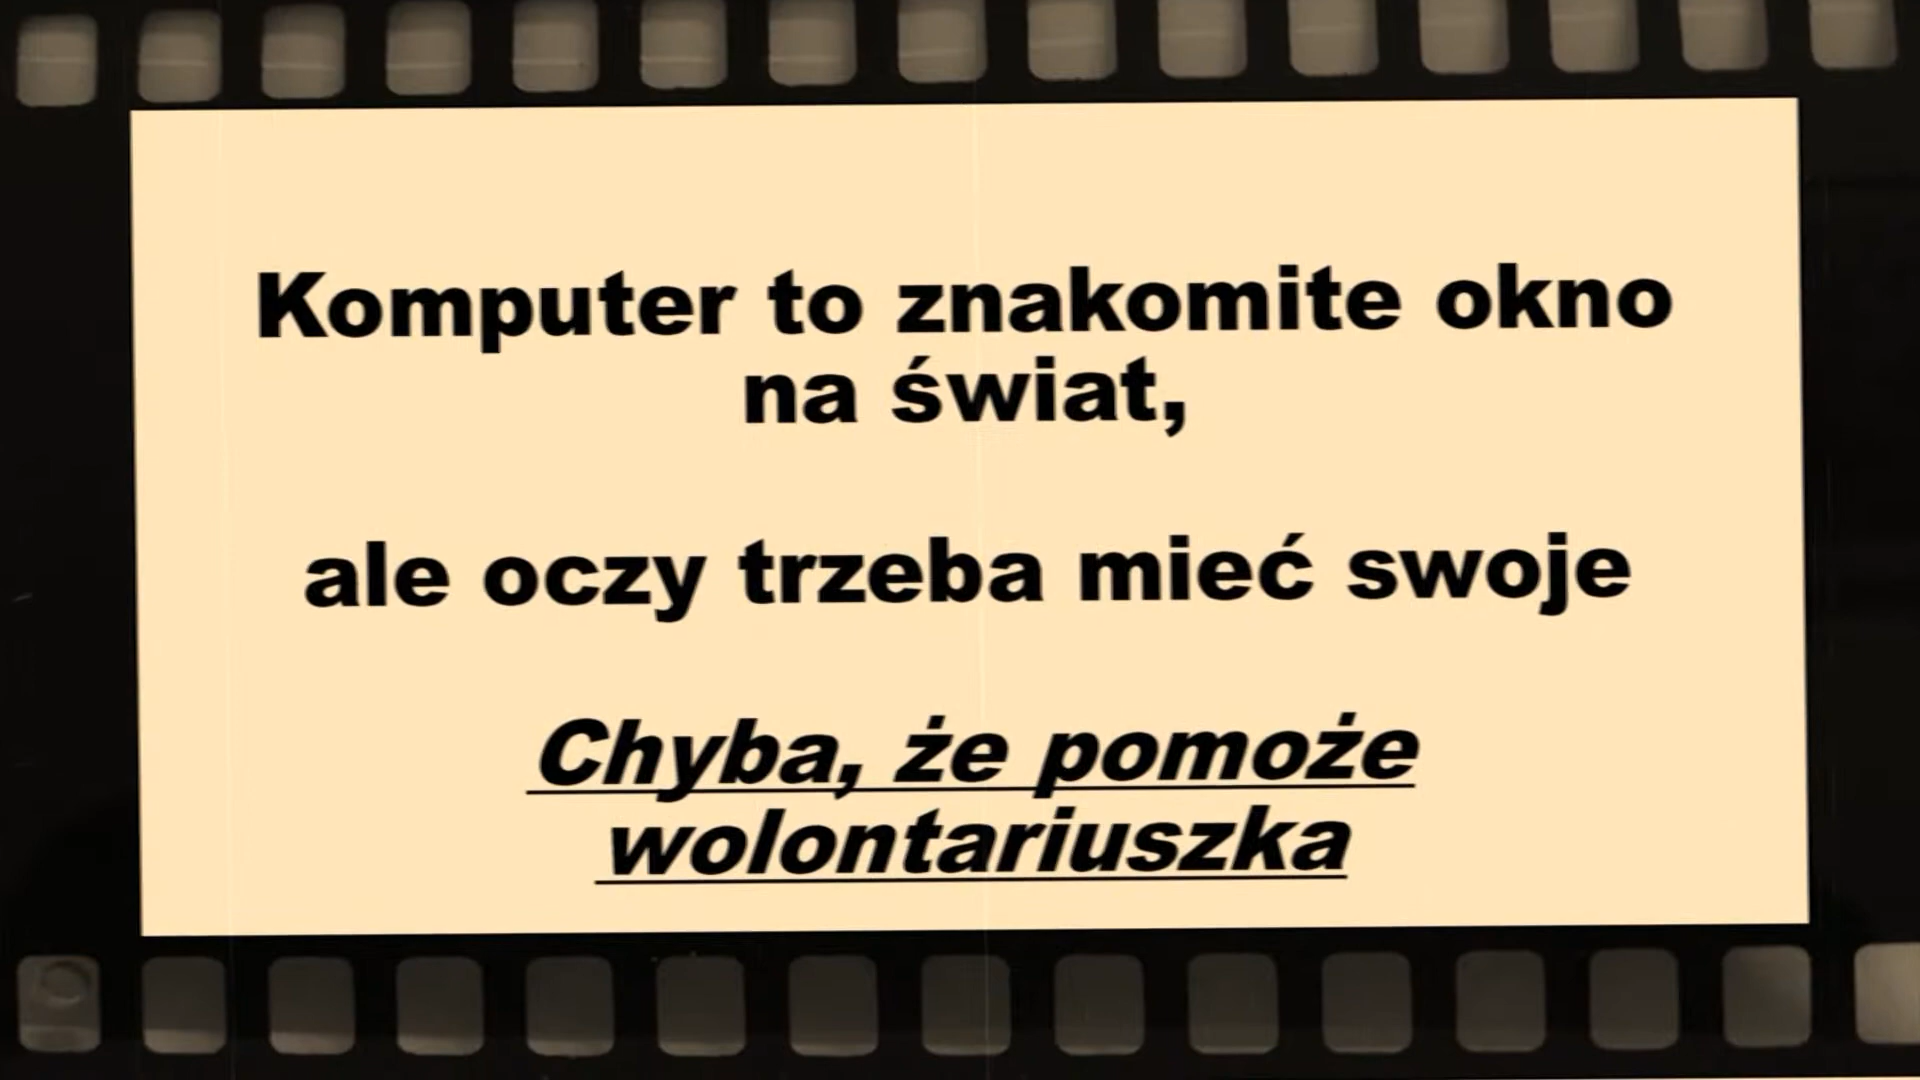 Komputer to znakomite okno
na świat,
ale oczy trzeba mieć swoje
Chyba, że pomoże
wolontariuszka